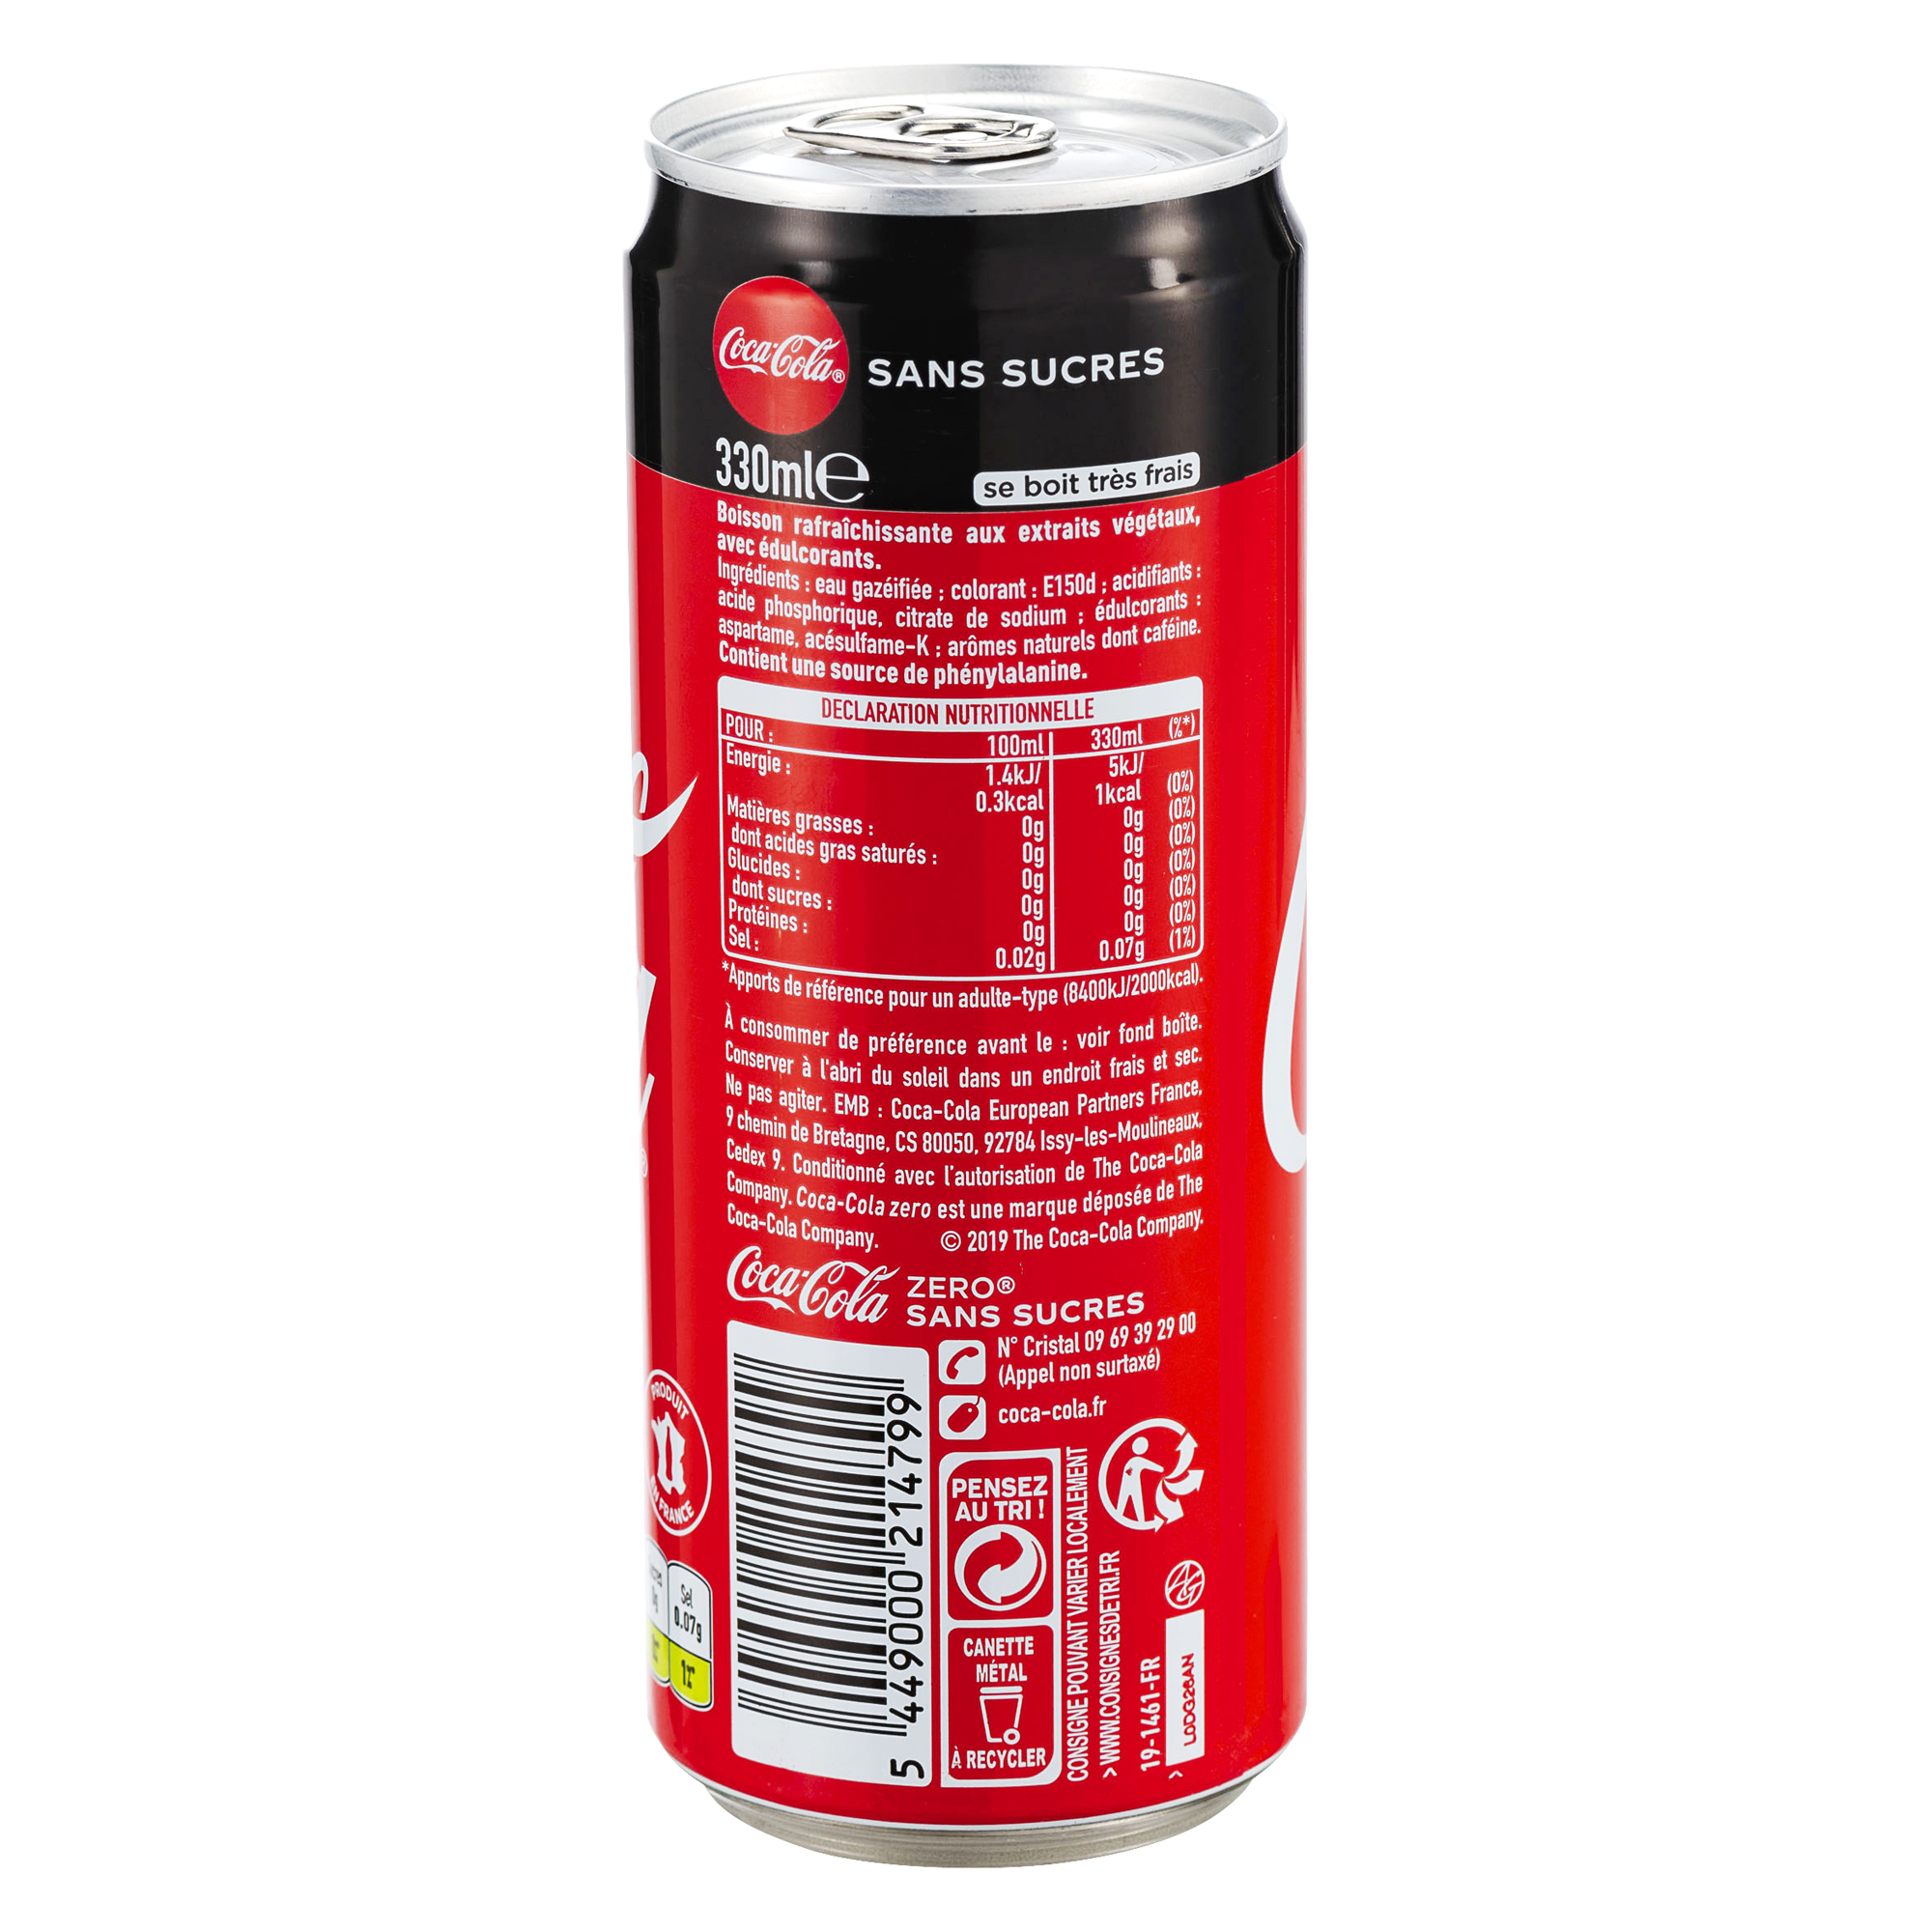 Coca-Cola®
SANS SUCRES
330ml℮
se boit très frais
Boisson rafraîchissante aux extraits végétaux,
avec édulcorants.
Ingrédients : eau gazéifiée ; colorant : E150d ; acidifiants :
acide phosphorique, citrate de sodium ; édulcorants :
aspartame, acésulfame-K ; arômes naturels dont caféine.
Contient une source de phénylalanine.
DECLARATION NUTRITIONNELLE
POUR : 100ml 330ml (%*)
Energie : 1.4kJ/ 5kJ/
0.3kcal 1kcal (0%)
Matières grasses : 0g 0g (0%)
dont acides gras saturés : 0g 0g (0%)
Glucides : 0g 0g (0%)
dont sucres : 0g 0g (0%)
Protéines : 0g 0g (0%)
Sel : 0.02g 0.07g (1%)
*Apports de référence pour un adulte-type (8400kJ/2000kcal).
À consommer de préférence avant le : voir fond boîte.
Conserver à l'abri du soleil dans un endroit frais et sec.
Ne pas agiter. EMB : Coca-Cola European Partners France,
9 chemin de Bretagne, CS 80050, 92784 Issy-les-Moulineaux,
Cedex 9. Conditionné avec l'autorisation de The Coca-Cola
Company. Coca-Cola zero est une marque déposée de The
Coca-Cola Company. © 2019 The Coca-Cola Company.
Coca-Cola ZERO®
SANS SUCRES
N° Cristal 09 69 39 29 00
(Appel non surtaxé)
coca-cola.fr
5 449000 214799
PENSEZ
AU TRI !
CANETTE
MÉTAL
À RECYCLER
CONSIGNE POUVANT VARIER LOCALEMENT
> WWW.CONSIGNESDETRI.FR
19-1461-FR
> LODG26AN
PRODUIT
EN FRANCE
Sel
0.07g
1%*